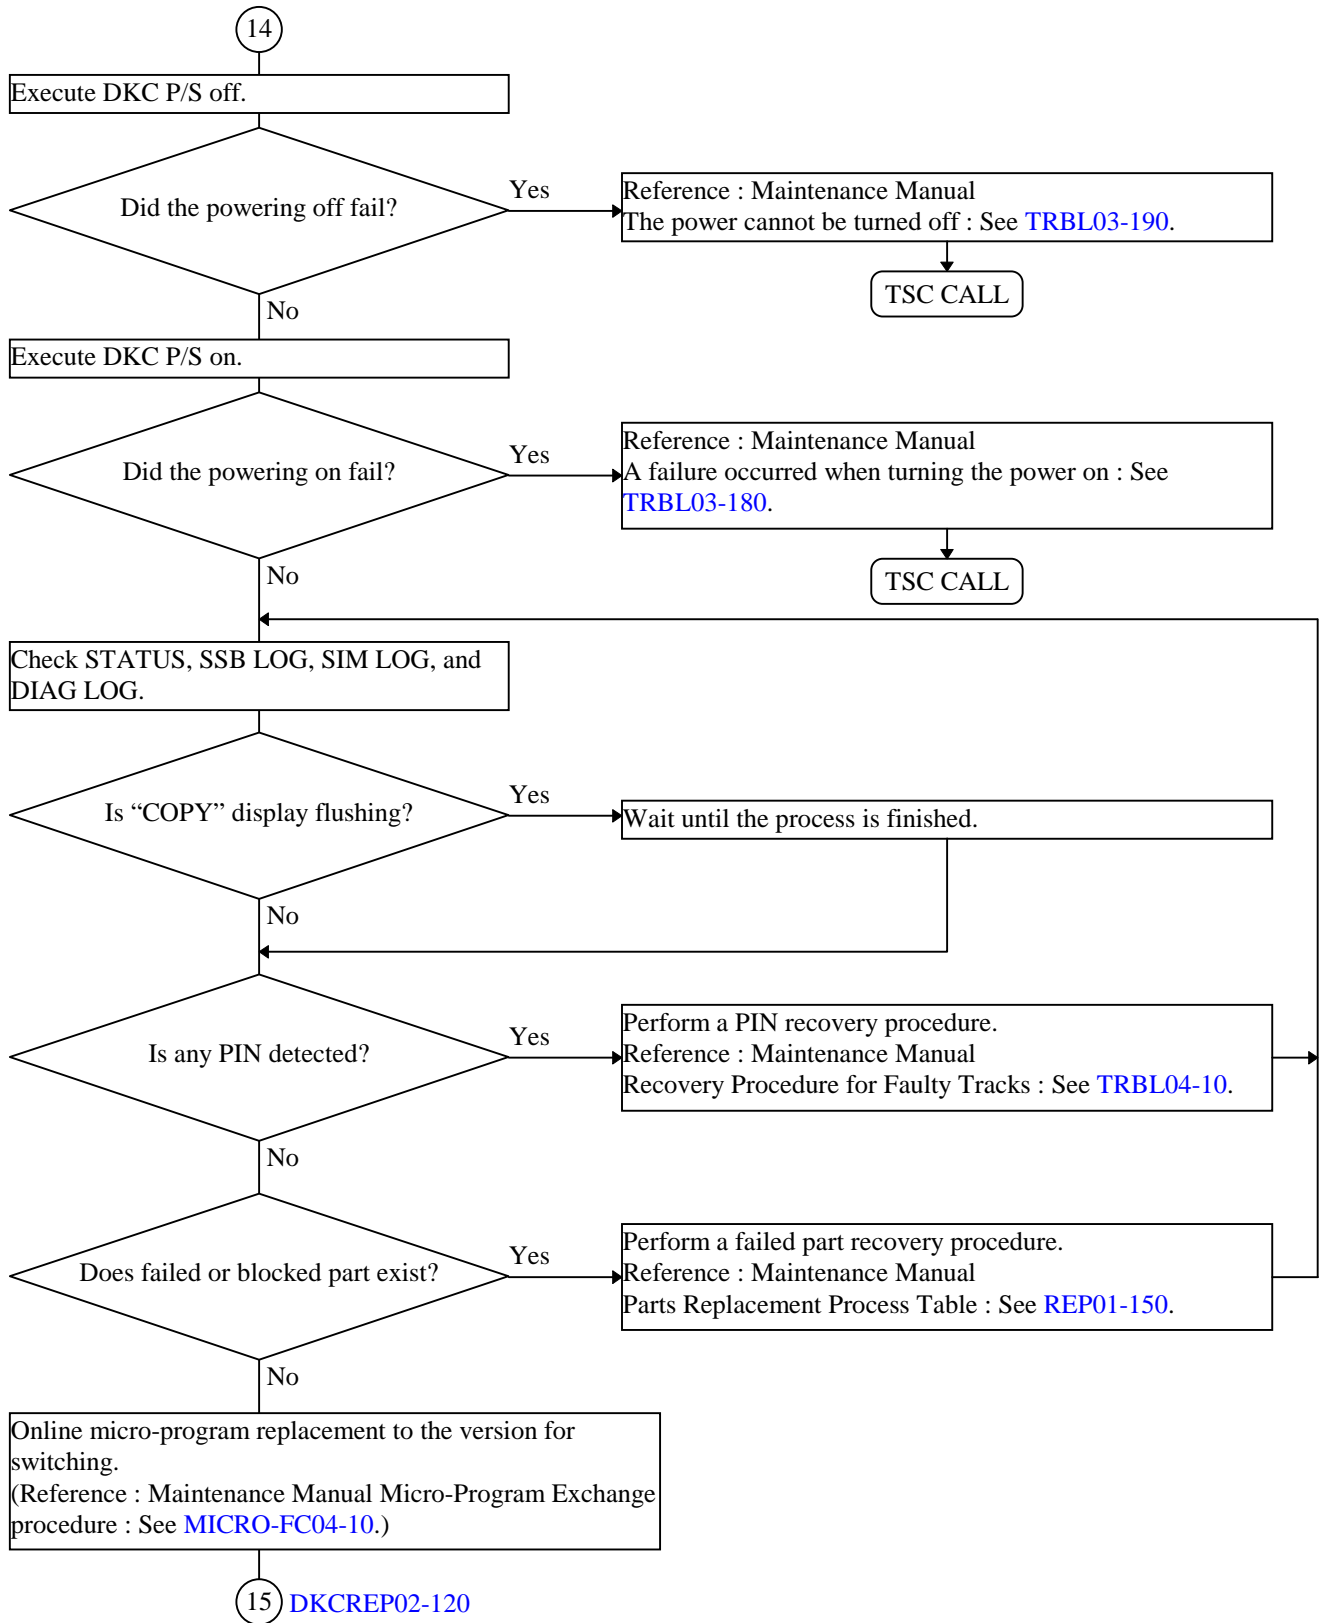 14
Execute DKC P/S off.
Did the powering off fail?
Yes
Reference : Maintenance Manual
The power cannot be turned off : See TRBL03-190.
TSC CALL
No
Execute DKC P/S on.
Did the powering on fail?
Yes
Reference : Maintenance Manual
A failure occurred when turning the power on : See
TRBL03-180.
TSC CALL
No
Check STATUS, SSB LOG, SIM LOG, and
DIAG LOG.
Is “COPY” display flushing?
Yes
Wait until the process is finished.
No
Is any PIN detected?
Yes
Perform a PIN recovery procedure.
Reference : Maintenance Manual
Recovery Procedure for Faulty Tracks : See TRBL04-10.
No
Does failed or blocked part exist?
Yes
Perform a failed part recovery procedure.
Reference : Maintenance Manual
Parts Replacement Process Table : See REP01-150.
No
Online micro-program replacement to the version for
switching.
(Reference : Maintenance Manual Micro-Program Exchange
procedure : See MICRO-FC04-10.)
15 DKCREP02-120